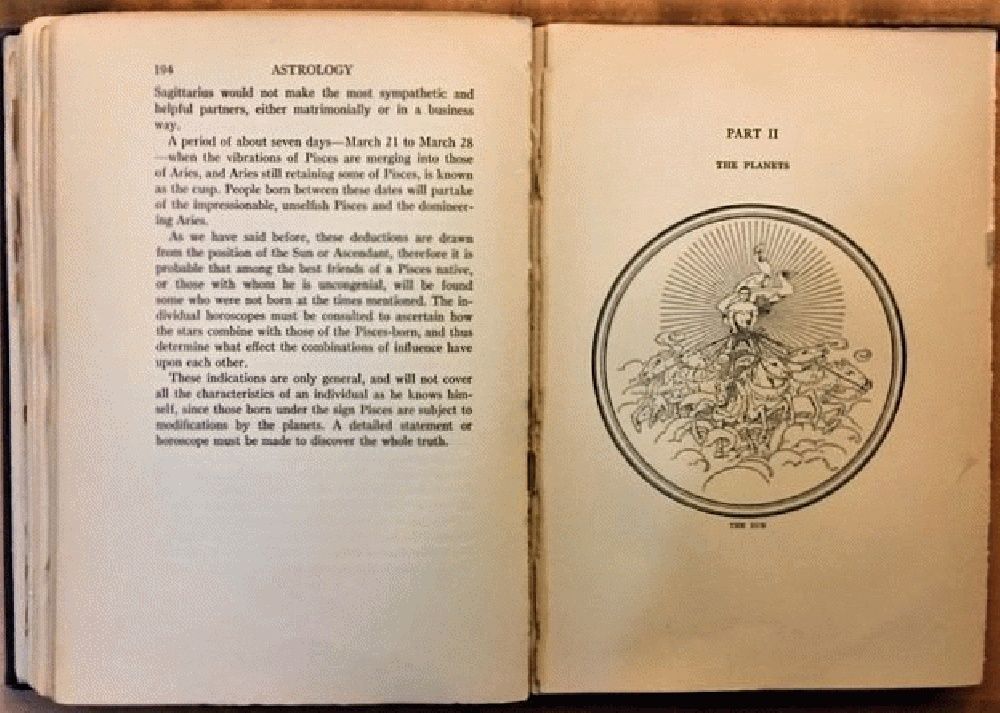 194 ASTROLOGY
Sagittarius would not make the most sympathetic and
helpful partners, either matrimonially or in a business
way.
A period of about seven days—March 21 to March 28
—when the vibrations of Pisces are merging into those
of Aries, and Aries still retaining some of Pisces, is known
as the cusp. People born between these dates will partake
of the impressionable, unselfish Pisces and the domineer-
ing Aries.
As we have said before, these deductions are drawn
from the position of the Sun or Ascendant, therefore it is
probable that among the best friends of a Pisces native,
or those with whom he is uncongenial, will be found
some who were not born at the times mentioned. The in-
dividual horoscopes must be consulted to ascertain how
the stars combine with those of the Pisces-born, and thus
determine what effect the combinations of influence have
upon each other.
These indications are only general, and will not cover
all the characteristics of an individual as he knows him-
self, since those born under the sign Pisces are subject to
modifications by the planets. A detailed statement or
horoscope must be made to discover the whole truth.
PART II
THE PLANETS
THE SUN